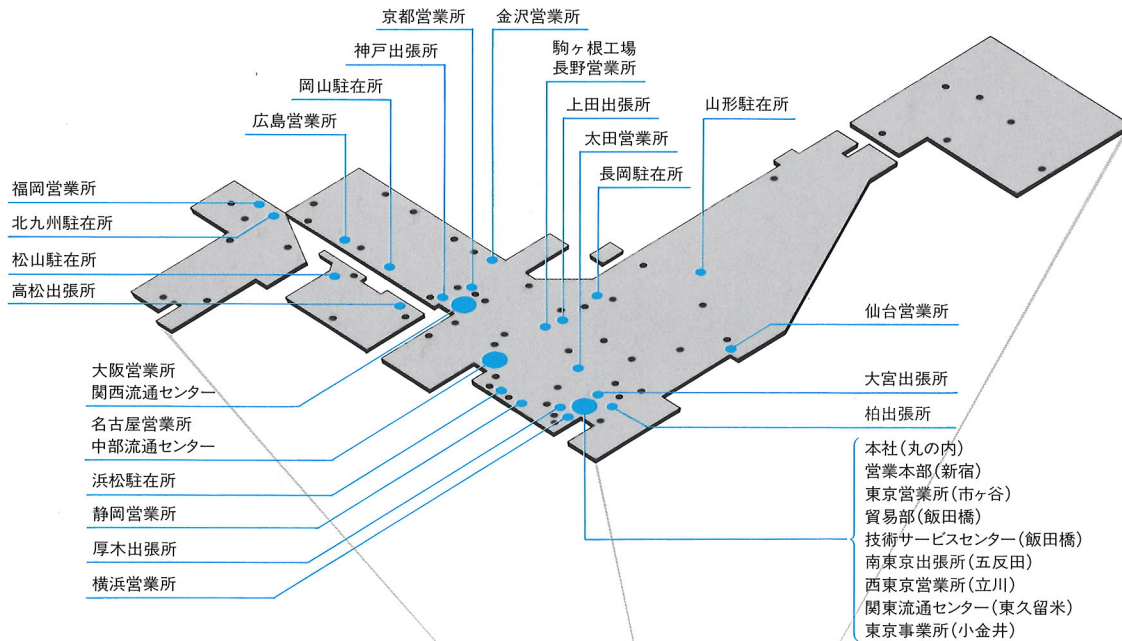 京都営業所
金沢営業所
神戸出張所
駒ヶ根工場
長野営業所
岡山駐在所
上田出張所
山形駐在所
広島営業所
太田営業所
長岡駐在所
福岡営業所
北九州駐在所
松山駐在所
高松出張所
仙台営業所
大阪営業所
関西流通センター
大宮出張所
名古屋営業所
中部流通センター
柏出張所
浜松駐在所
静岡営業所
厚木出張所
横浜営業所
本社(丸の内)
営業本部(新宿)
東京営業所(市ヶ谷)
貿易部(飯田橋)
技術サービスセンター(飯田橋)
南東京出張所(五反田)
西東京営業所(立川)
関東流通センター(東久留米)
東京事業所(小金井)